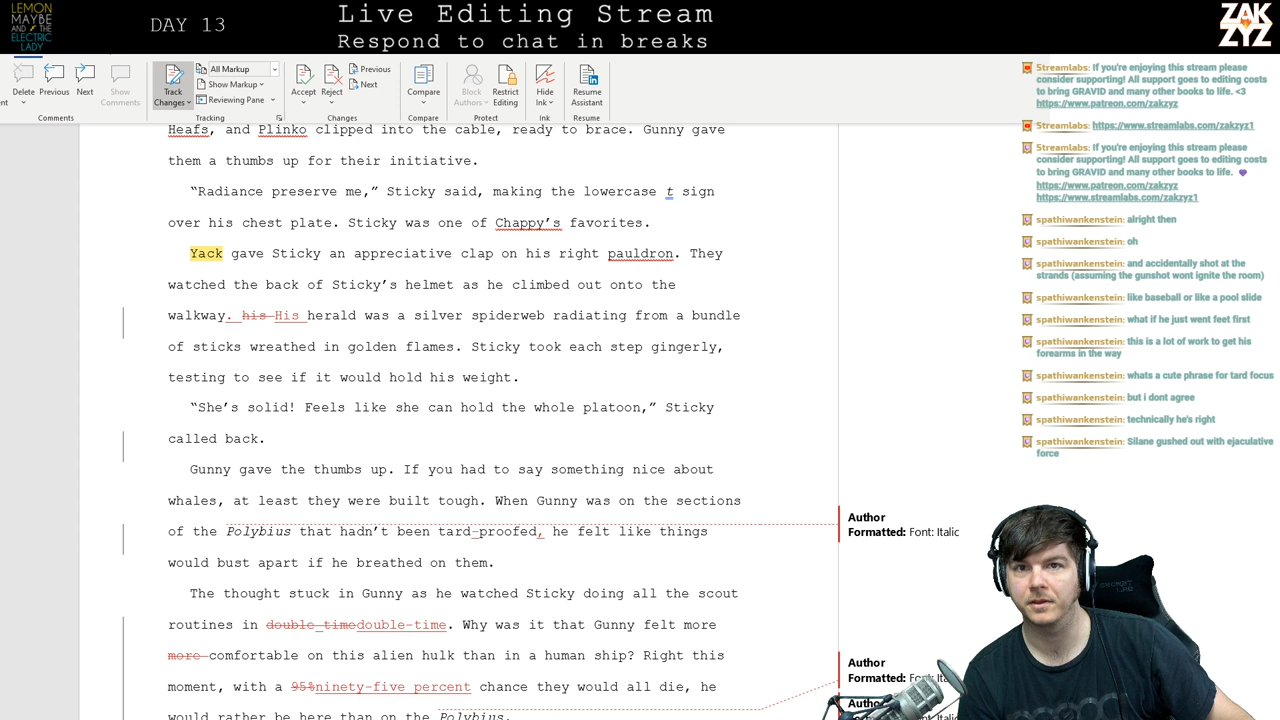 LEMON
MAYBE
AND THE
ELECTRIC
LADY
DAY 13
Live Editing Stream
Respond to chat in breaks
ZAK
ZYZ
Delete
Previous
Next
Show
Comments
Comments
Track
Changes
All Markup
Show Markup
Reviewing Pane
Tracking
Accept
Reject
Previous
Next
Changes
Compare
Compare
Block
Authors
Restrict
Editing
Protect
Hide
Ink
Ink
Resume
Assistant
Resume
Heafs, and Plinko clipped into the cable, ready to brace. Gunny gave
them a thumbs up for their initiative.
“Radiance preserve me,” Sticky said, making the lowercase t sign
over his chest plate. Sticky was one of Chappy’s favorites.
Yack gave Sticky an appreciative clap on his right pauldron. They
watched the back of Sticky’s helmet as he climbed out onto the
walkway. his His herald was a silver spiderweb radiating from a bundle
of sticks wreathed in golden flames. Sticky took each step gingerly,
testing to see if it would hold his weight.
“She’s solid! Feels like she can hold the whole platoon,” Sticky
called back.
Gunny gave the thumbs up. If you had to say something nice about
whales, at least they were built tough. When Gunny was on the sections
of the Polybius that hadn’t been tard-proofed, he felt like things
would bust apart if he breathed on them.
The thought stuck in Gunny as he watched Sticky doing all the scout
routines in double timedouble-time. Why was it that Gunny felt more
more comfortable on this alien hulk than in a human ship? Right this
moment, with a 95%ninety-five percent chance they would all die, he
would rather be here than on the Polybius.
Author
Formatted: Font: Italic
Author
Formatted: Font: Ita
Author
Streamlabs: If you're enjoying this stream please
consider supporting! All support goes to editing costs
to bring GRAVID and many other books to life. <3
https://www.patreon.com/zakzyz
Streamlabs: https://www.streamlabs.com/zakzyz1
Streamlabs: If you're enjoying this stream please
consider supporting! All support goes to editing costs
to bring GRAVID and many other books to life. 💜
https://www.patreon.com/zakzyz
https://www.streamlabs.com/zakzyz1
spathiwankenstein: alright then
spathiwankenstein: oh
spathiwankenstein: and accidentally shot at the
strands (assuming the gunshot wont ignite the room)
spathiwankenstein: like baseball or like a pool slide
spathiwankenstein: what if he just went feet first
spathiwankenstein: this is a lot of work to get his
forearms in the way
spathiwankenstein: whats a cute phrase for tard focus
spathiwankenstein: but i dont agree
spathiwankenstein: technically he's right
spathiwankenstein: Silane gushed out with ejaculative
force